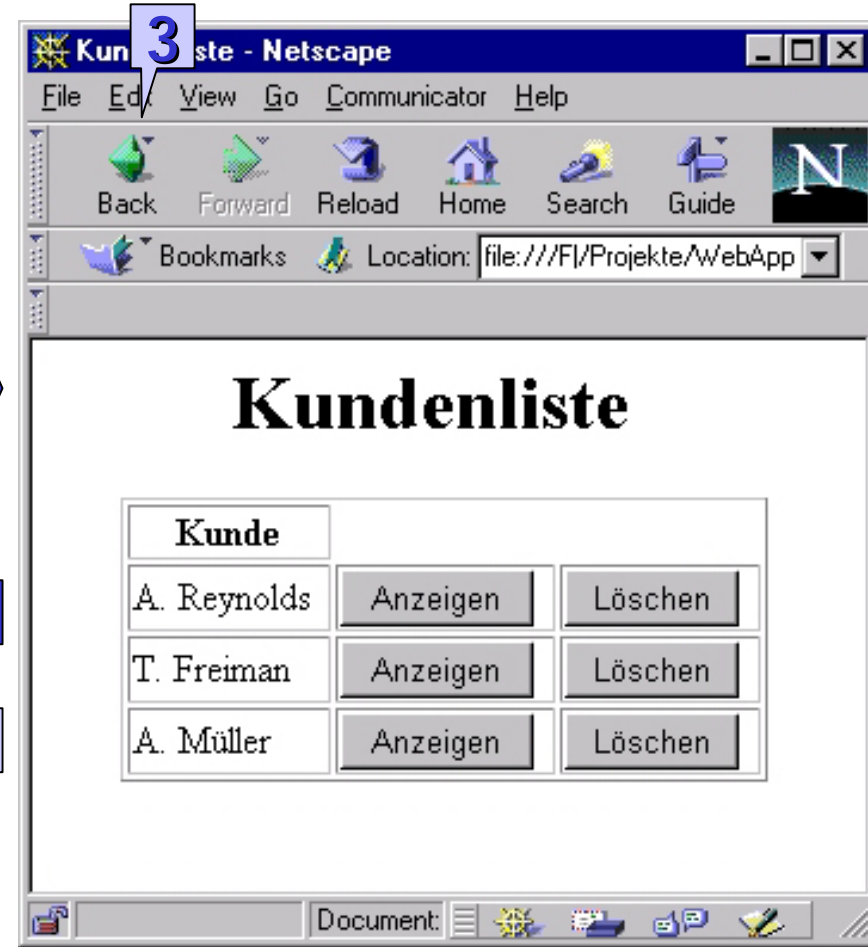 3
Kun ste - Netscape
File Edit View Go Communicator Help
Back Forward Reload Home Search Guide N
Bookmarks Location: file:///F|/Projekte/WebApp
Kundenliste
Kunde
A. Reynolds Anzeigen Löschen
T. Freiman Anzeigen Löschen
A. Müller Anzeigen Löschen
Document: